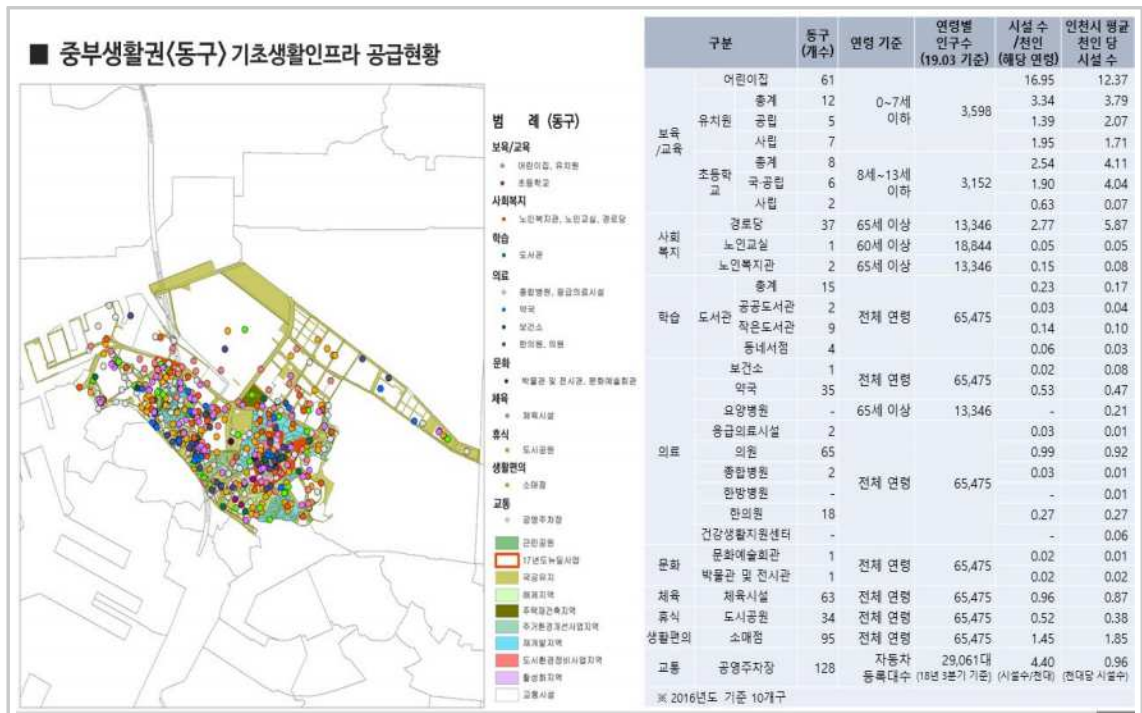 ■ 중부생활권<동구> 기초생활인프라 공급현황
범 례 (동구)
보육/교육
어린이집, 유치원
초등학교
사회복지
노인복지관, 노인교실, 경로당
학습
도서관
의료
종합병원, 응급의료시설
약국
보건소
한의원, 의원
문화
박물관 및 전시관, 문화예술회관
체육
체육시설
휴식
도시공원
생활편의
소매점
교통
공영주차장
근린공원
17년도뉴딜사업
국공유지
해제지역
주택재건축지역
주거환경개선사업지역
재개발지역
도시환경정비사업지역
활성화지역
교통시설
구분 동구 (개수) 연령 기준 연령별 인구수 (19.03 기준) 시설 수 /천인 (해당 연령) 인천시 평균 천인 당 시설 수
보육 /교육 어린이집 61 0~7세 이하 3,598 16.95 12.37
유치원 총계 12 3.34 3.79
공립 5 1.39 2.07
사립 7 1.95 1.71
초등학교 총계 8 8세~13세 이하 3,152 2.54 4.11
국·공립 6 1.90 4.04
사립 2 0.63 0.07
사회 복지 경로당 37 65세 이상 13,346 2.77 5.87
노인교실 1 60세 이상 18,844 0.05 0.05
노인복지관 2 65세 이상 13,346 0.15 0.08
학습 도서관 총계 15 전체 연령 65,475 0.23 0.17
공공도서관 2 0.03 0.04
작은도서관 9 0.14 0.10
동네서점 4 0.06 0.03
의료 보건소 1 전체 연령 65,475 0.02 0.08
약국 35 0.53 0.47
요양병원 - 65세 이상 13,346 - 0.21
응급의료시설 2 전체 연령 65,475 0.03 0.01
의원 65 0.99 0.92
종합병원 2 0.03 0.01
한방병원 - - 0.01
한의원 18 0.27 0.27
건강생활지원센터 - - 0.06
문화 문화예술회관 1 전체 연령 65,475 0.02 0.01
박물관 및 전시관 1 0.02 0.02
체육 체육시설 63 전체 연령 65,475 0.96 0.87
휴식 도시공원 34 전체 연령 65,475 0.52 0.38
생활편의 소매점 95 전체 연령 65,475 1.45 1.85
교통 공영주차장 128 자동차 등록대수 29,061대 (18년 3분기 기준) 4.40 (시설수/천대) 0.96 (천대당 시설수)
※ 2016년도 기준 10개구